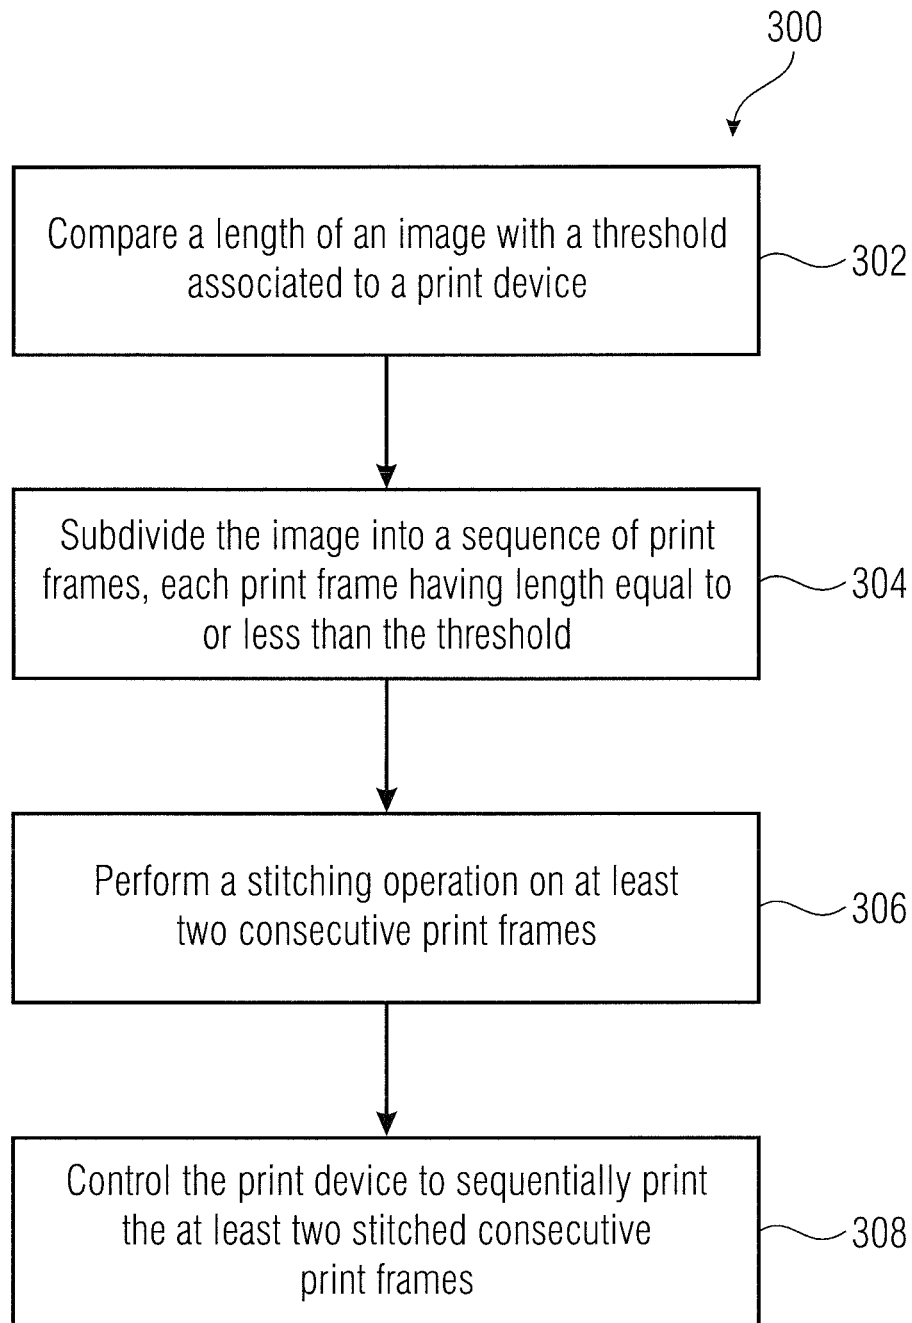 300
Compare a length of an image with a threshold
associated to a print device
302
Subdivide the image into a sequence of print
frames, each print frame having length equal to
or less than the threshold
304
Perform a stitching operation on at least
two consecutive print frames
306
Control the print device to sequentially print
the at least two stitched consecutive
print frames
308